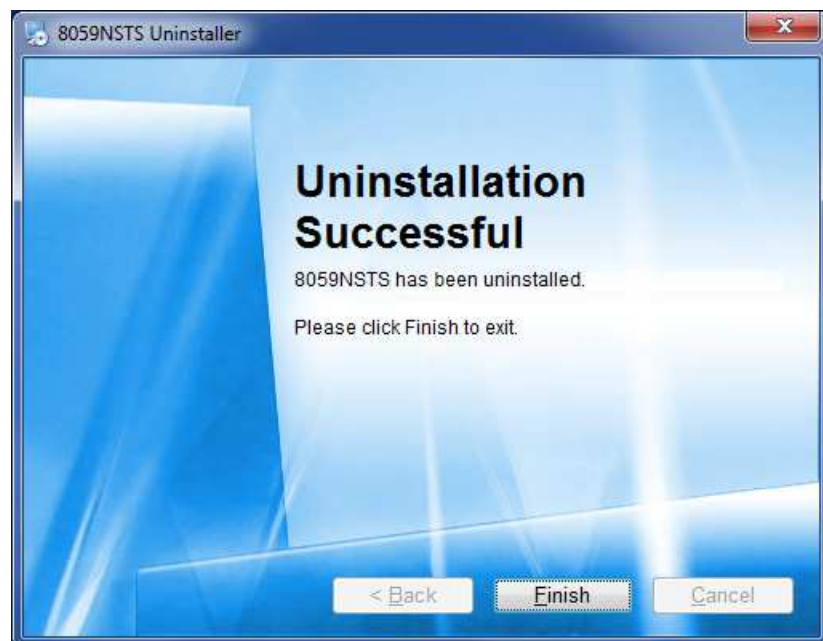 8059NSTS Uninstaller
Uninstallation
Successful
8059NSTS has been uninstalled.
Please click Finish to exit.
< Back
Finish
Cancel